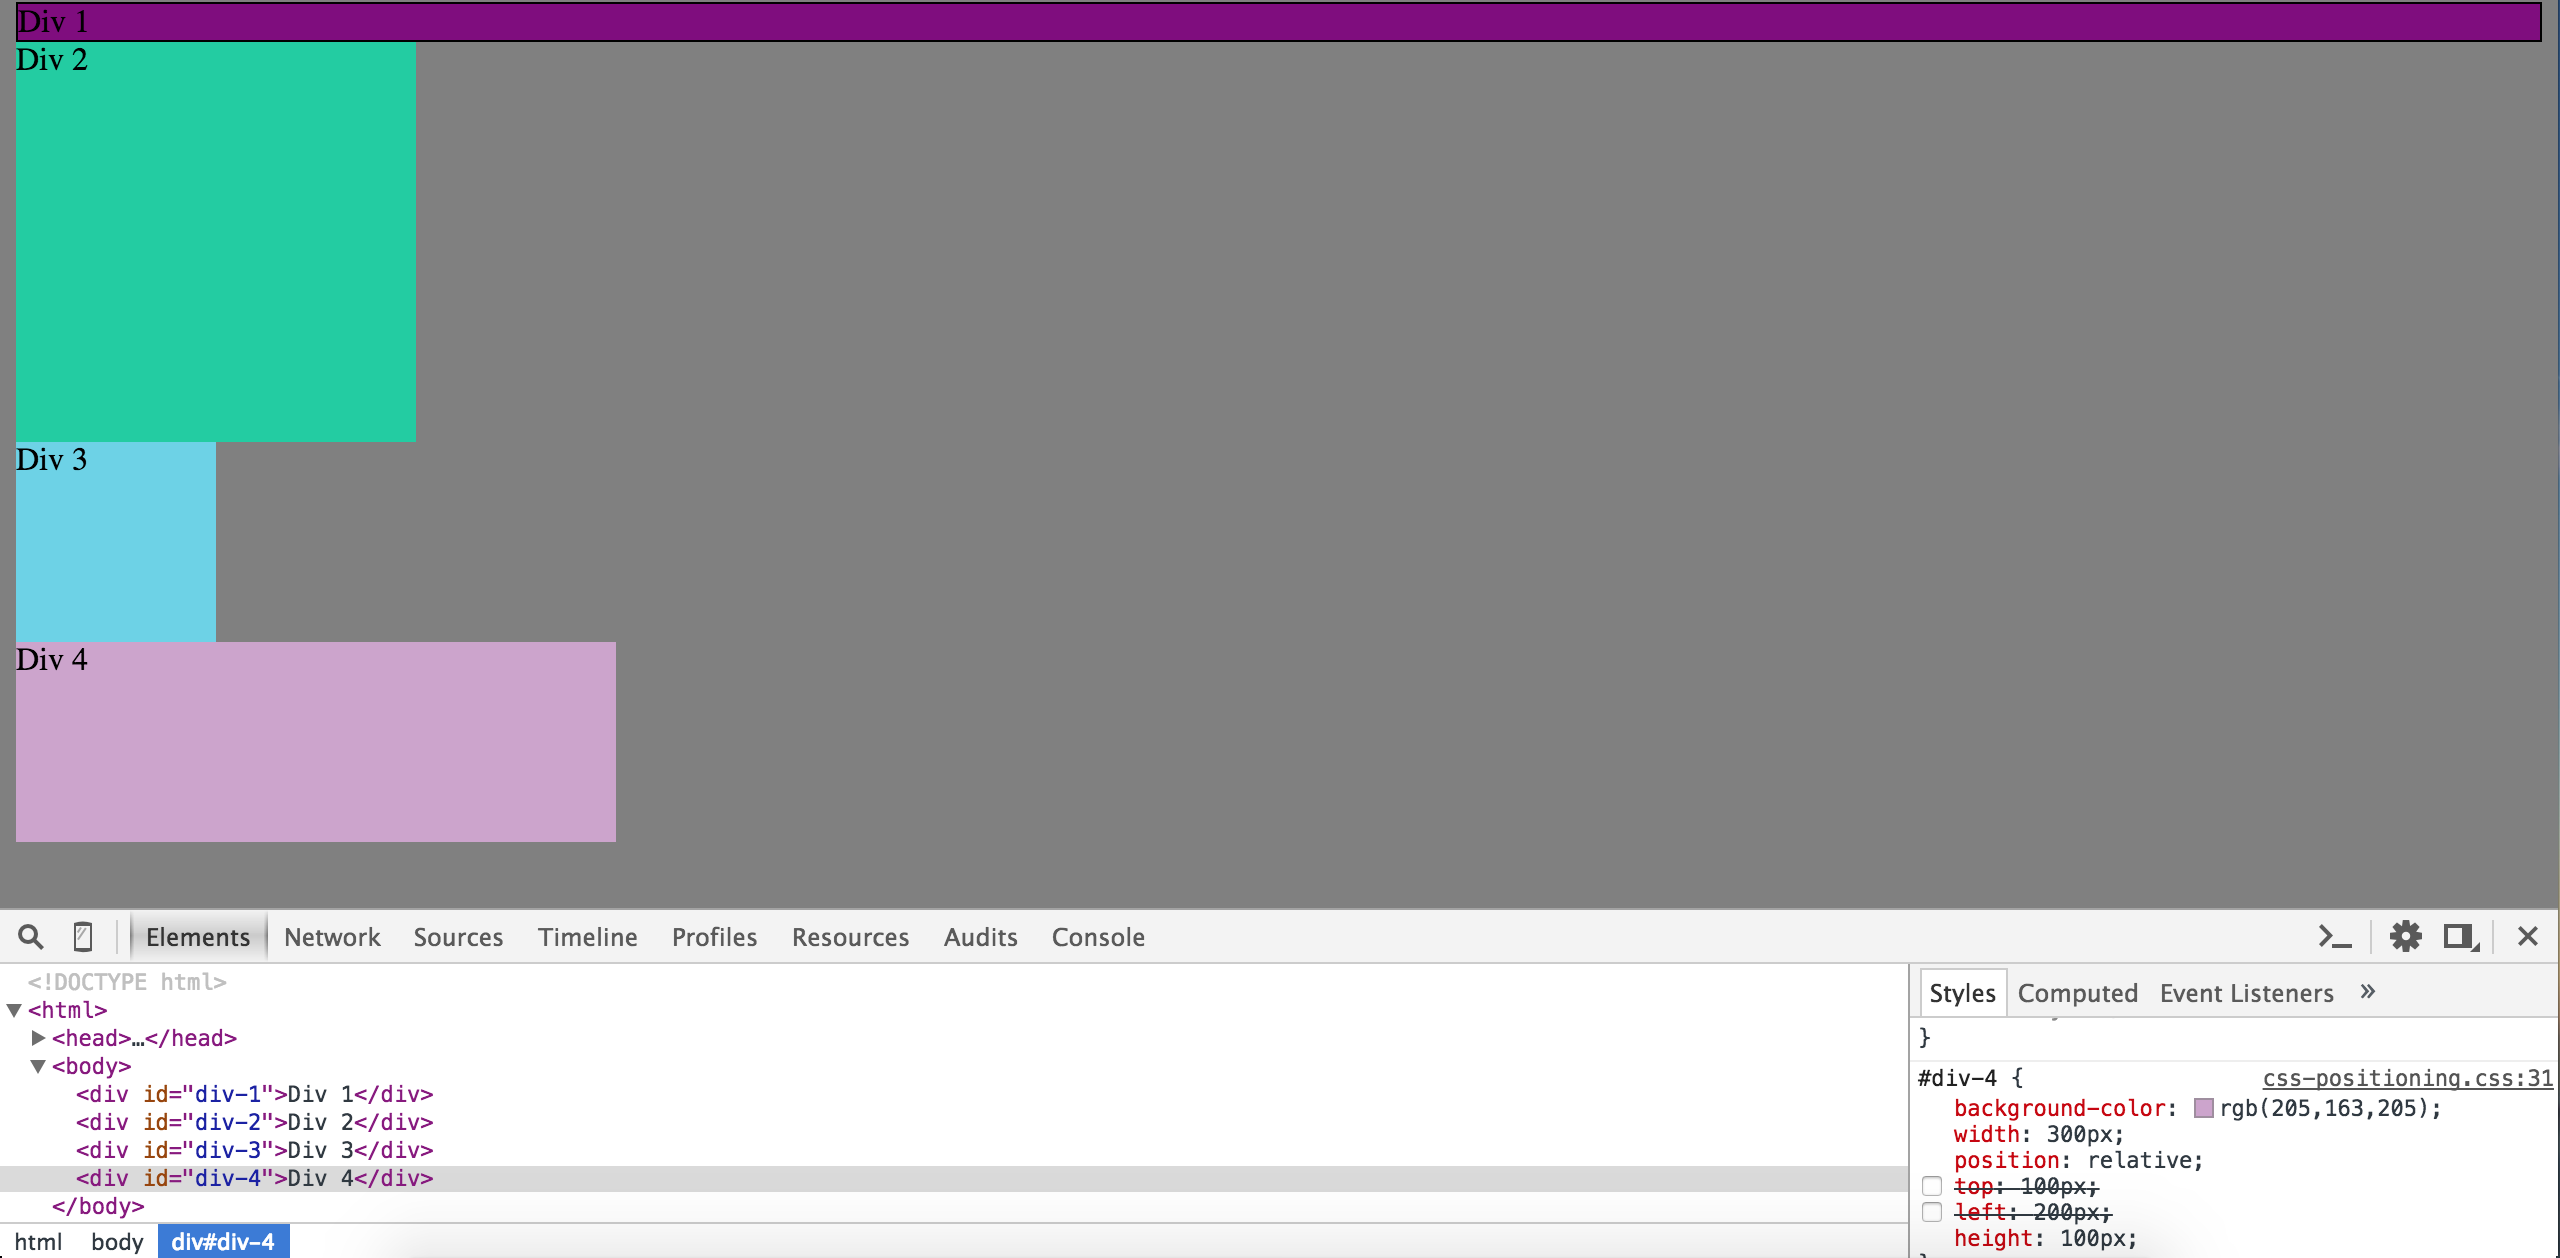 Div 1
Div 2
Div 3
Div 4
Elements Network Sources Timeline Profiles Resources Audits Console
<!DOCTYPE html>
<html>
<head>…</head>
<body>
<div id="div-1">Div 1</div>
<div id="div-2">Div 2</div>
<div id="div-3">Div 3</div>
<div id="div-4">Div 4</div>
</body>
html body div#div-4
Styles Computed Event Listeners »
}
#div-4 { css-positioning.css:31
background-color: rgb(205,163,205);
width: 300px;
position: relative;
top: 100px;
left: 200px;
height: 100px;